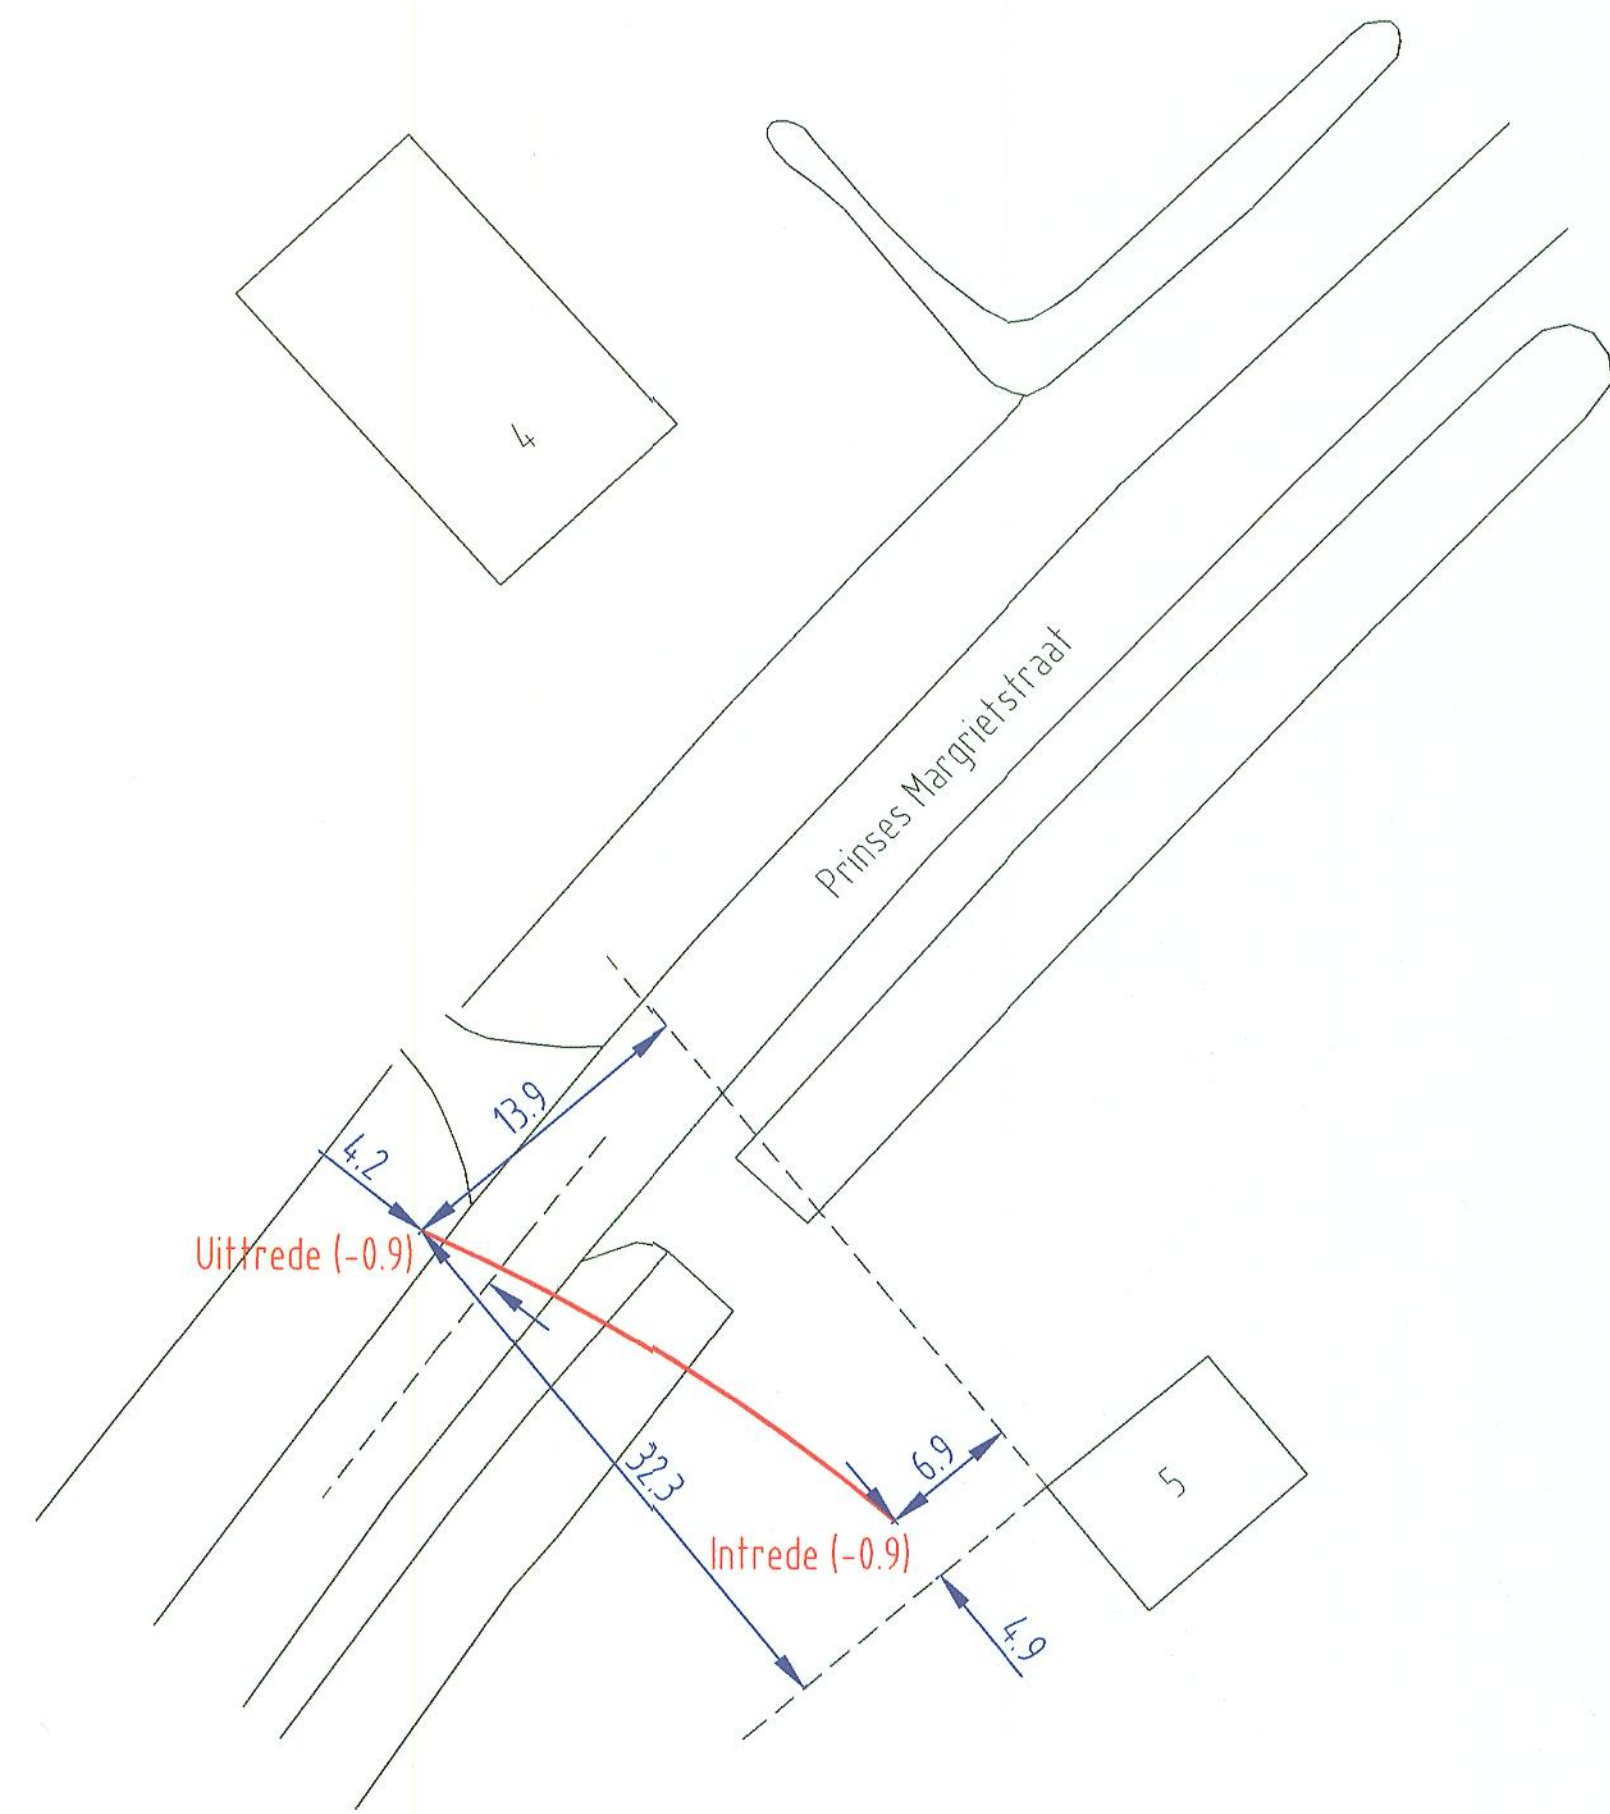 4
Prinses Margrietstraat
13.9
4.2
Uittrede (-0.9)
32.3
6.9
5
Intrede (-0.9)
4.9